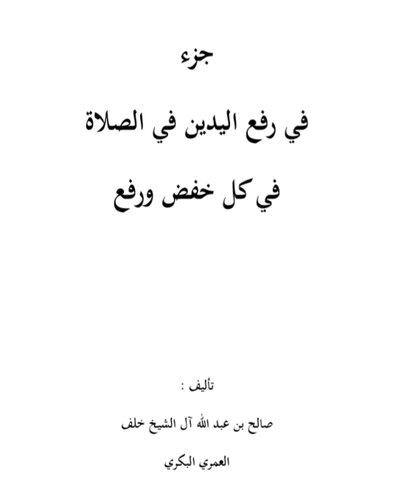 جزء
في رفع اليدين في الصلاة
في كل خفض ورفع
تأليف :
صالح بن عبد الله آل الشيخ خلف
العمري البكري